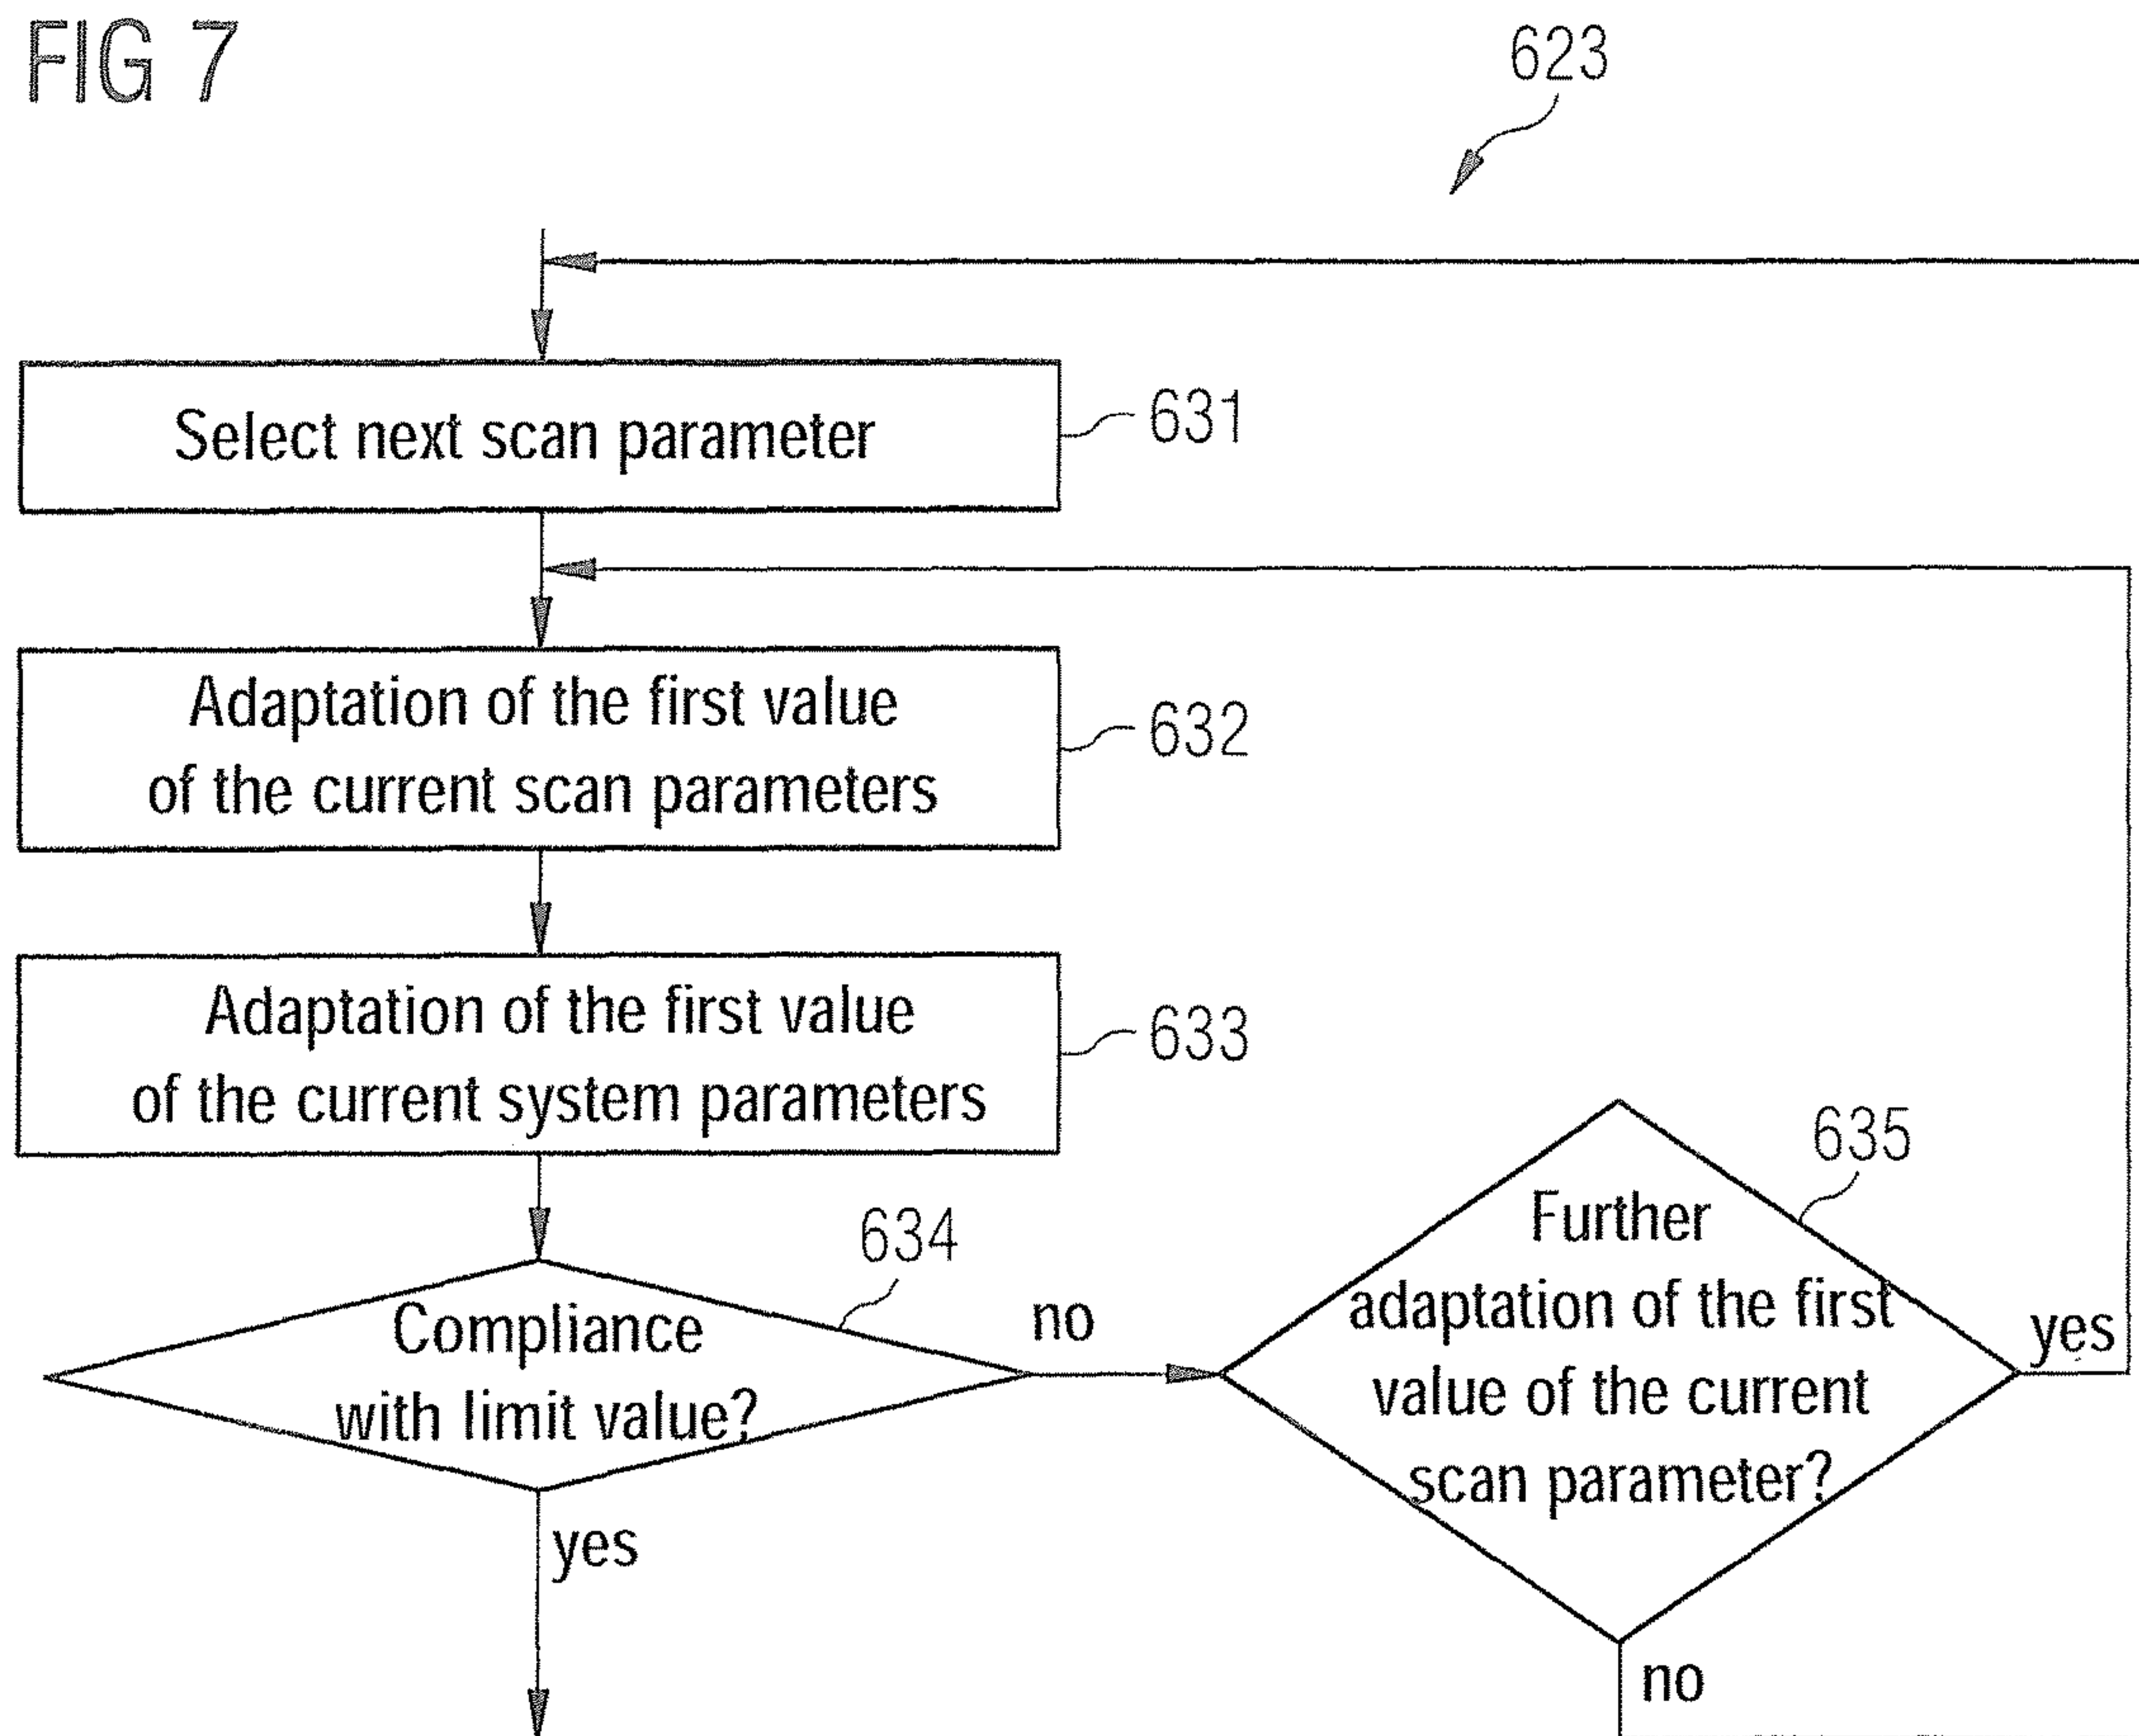 FIG 7
623
Select next scan parameter
631
Adaptation of the first value
of the current scan parameters
632
Adaptation of the first value
of the current system parameters
633
634
Compliance
with limit value?
no
yes
635
Further
adaptation of the first
value of the current
scan parameter?
yes
no